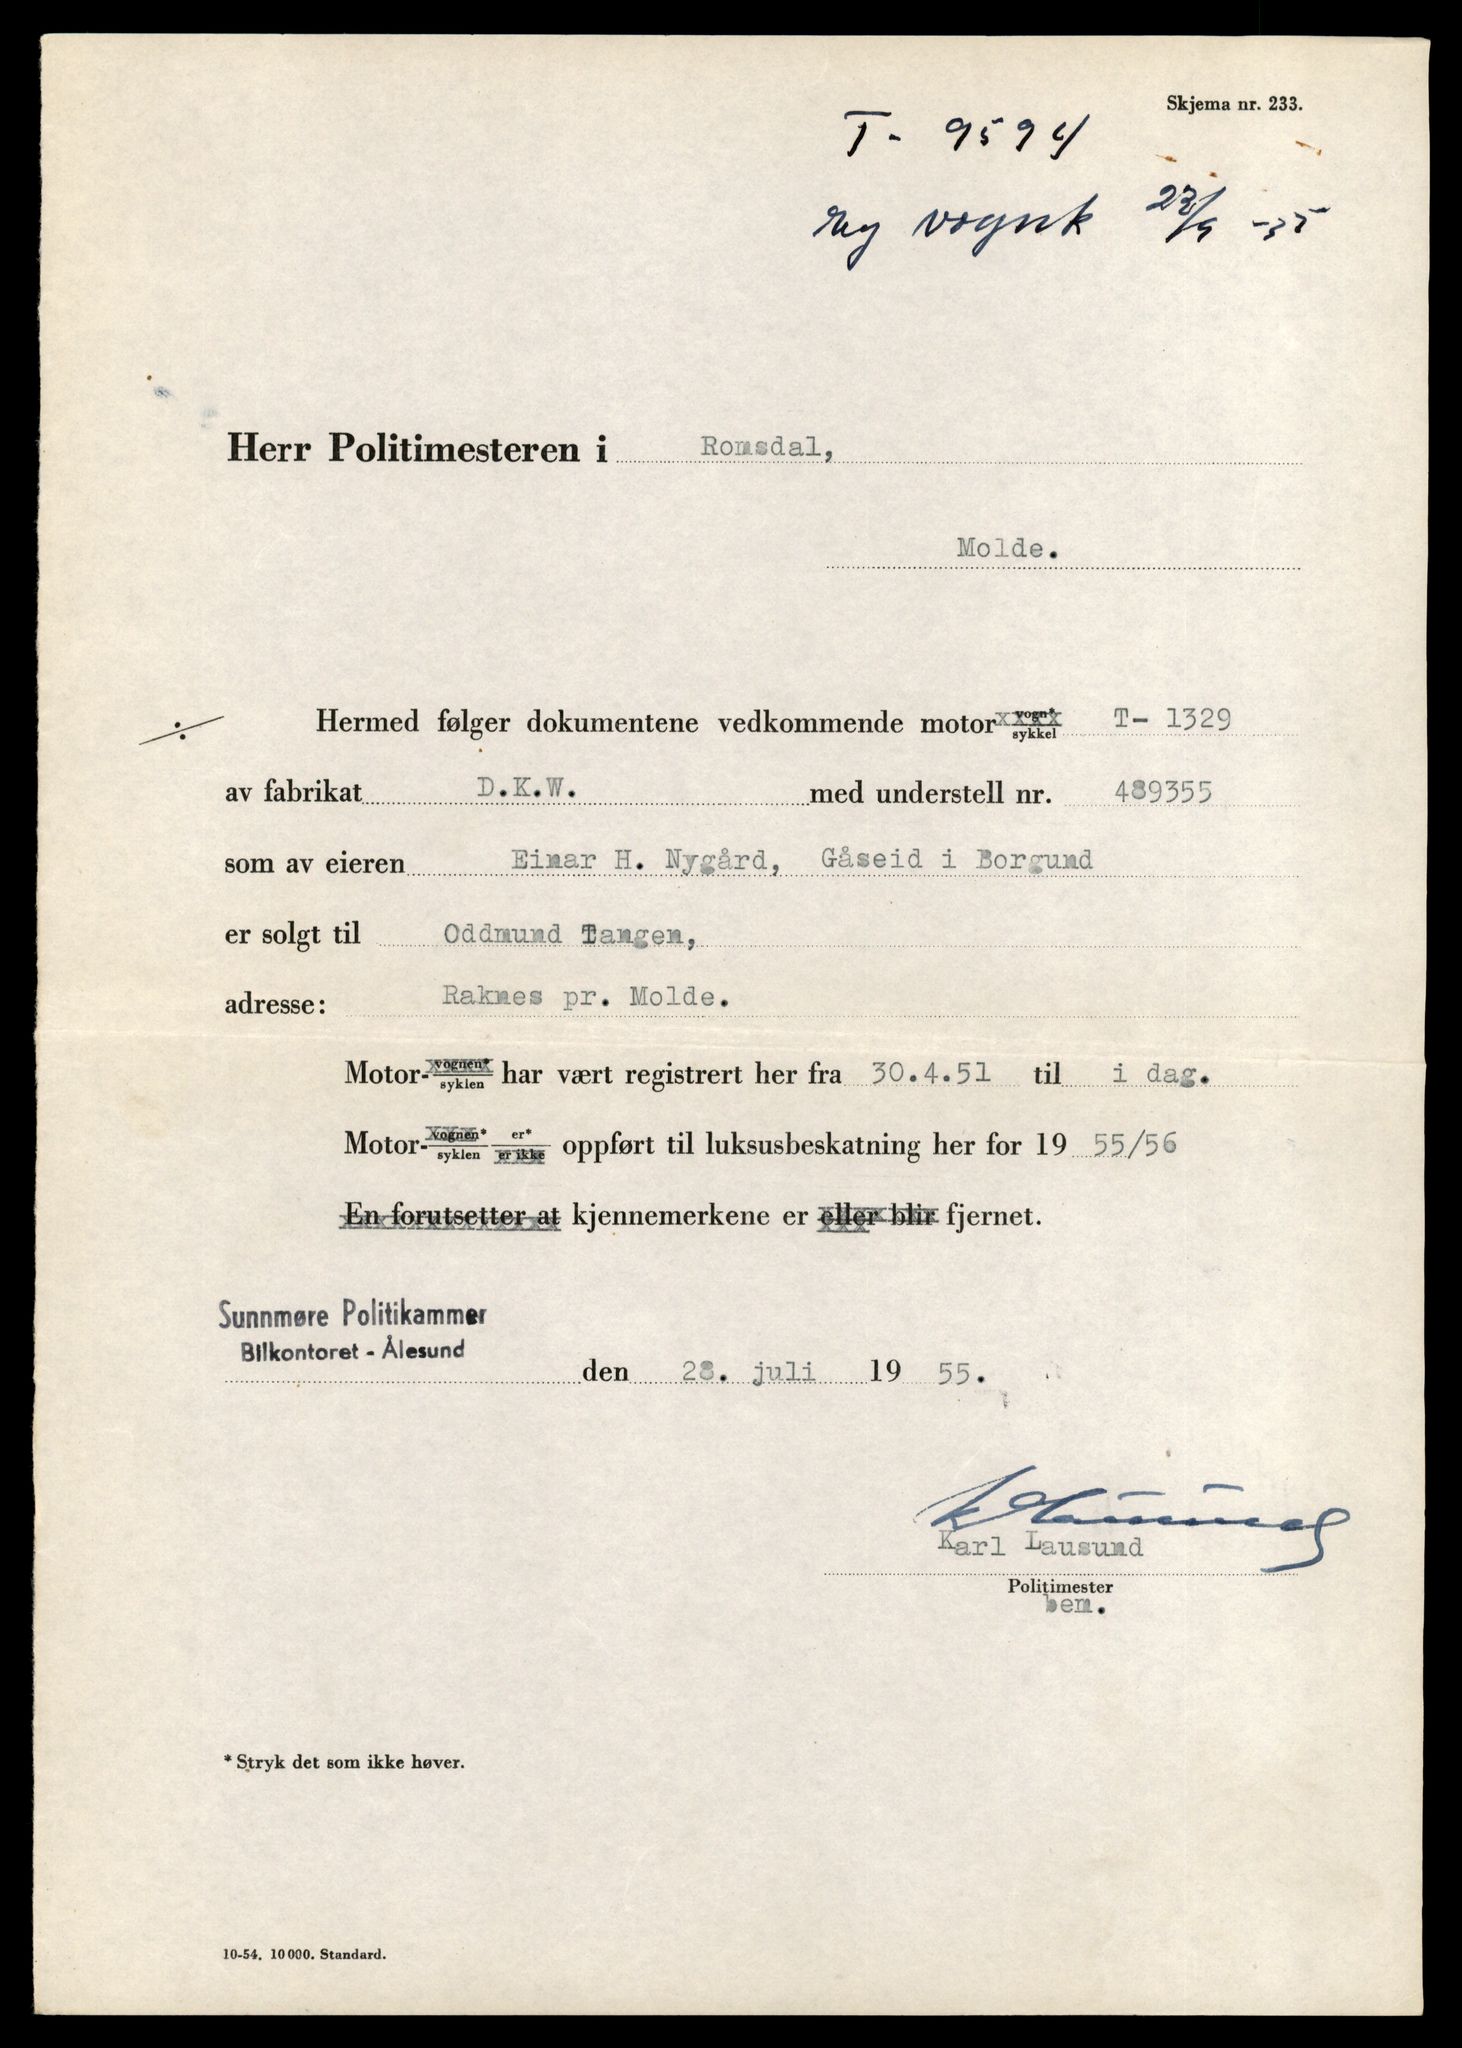 Skjema nr. 233.
T- 9594
reg vognk 22/9 -55
Herr Politimesteren i Romsdal,
Molde.
÷ Hermed følger dokumentene vedkommende motor vogn* sykkel T- 1329
av fabrikat D.K.W. med understell nr. 489355
som av eieren Einar H. Nygård, Gåseid i Borgund
er solgt til Oddmund Tangen,
adresse: Raknes pr. Molde.
Motor- vognen* syklen har vært registrert her fra 30.4.51 til i dag.
Motor- vognen* syklen er* er ikke oppført til luksusbeskatning her for 19 55/56
En forutsetter at kjennemerkene er eller blir fjernet.
Sunnmøre Politikammer
Bilkontoret - Ålesund
den 28. juli 19 55.
Karl Lausund
Politimester
bem.
* Stryk det som ikke høver.
10-54. 10 000. Standard.